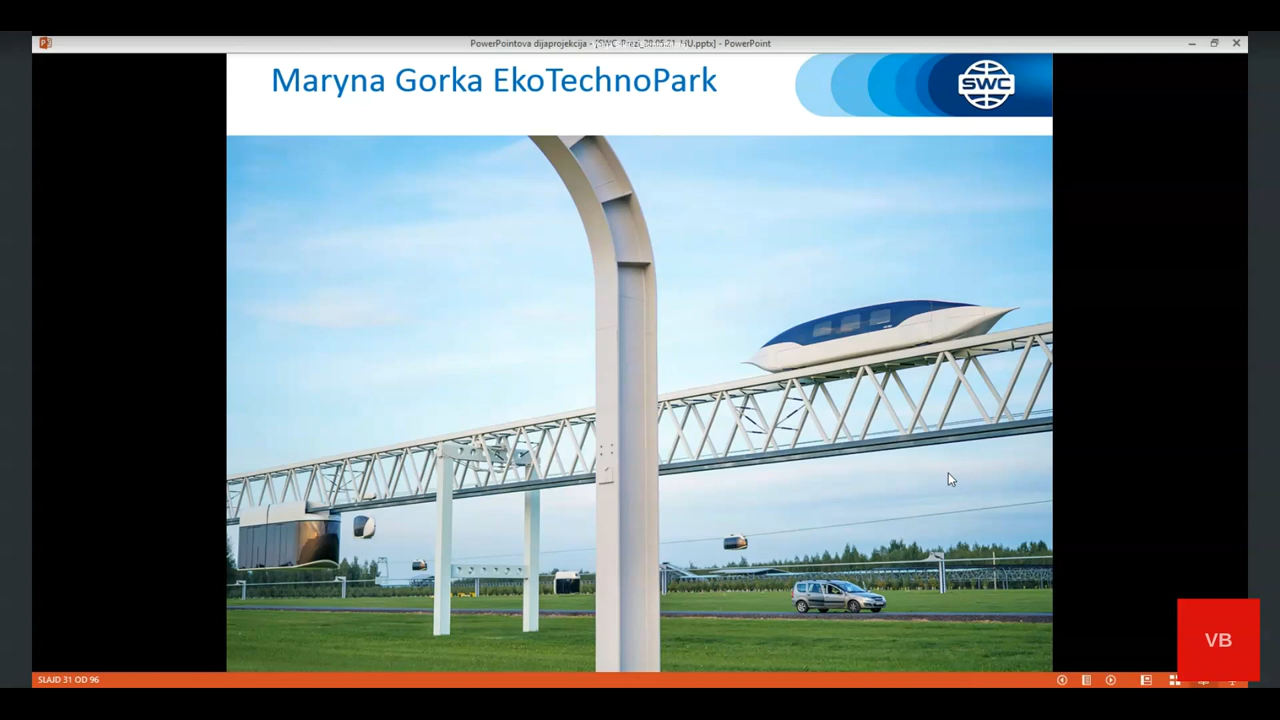 PowerPointova dijaprojekcija - [SWC-Prezi_20.05.21_HU.pptx] - PowerPoint
Maryna Gorka EkoTechnoPark
SWC
VB
SLAJD 31 OD 96